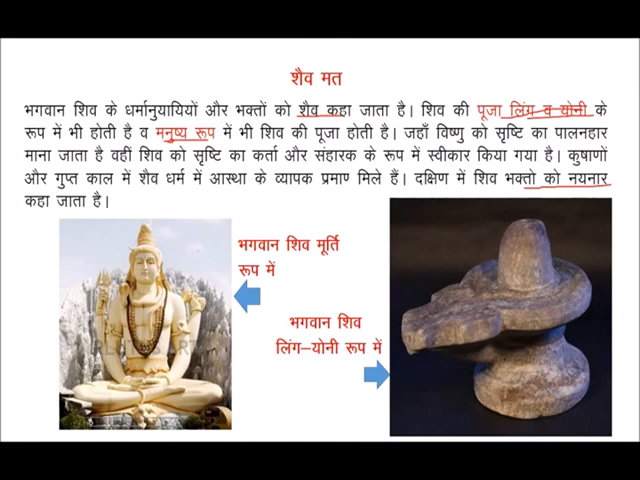 शैव मत
भगवान शिव के धर्मानुयायियों और भक्तों को शैव कहा जाता है। शिव की पूजा लिंग व योनी के
रूप में भी होती है व मनुष्य रूप में भी शिव की पूजा होती है। जहाँ विष्णु को सृष्टि का पालनहार
माना जाता है वहीं शिव को सृष्टि का कर्ता और संहारक के रूप में स्वीकार किया गया है। कुषाणों
और गुप्त काल में शैव धर्म में आस्था के व्यापक प्रमाण मिले हैं। दक्षिण में शिव भक्तो को नयनार
कहा जाता है।
भगवान शिव मूर्ति
रूप में
भगवान शिव
लिंग–योनी रूप में